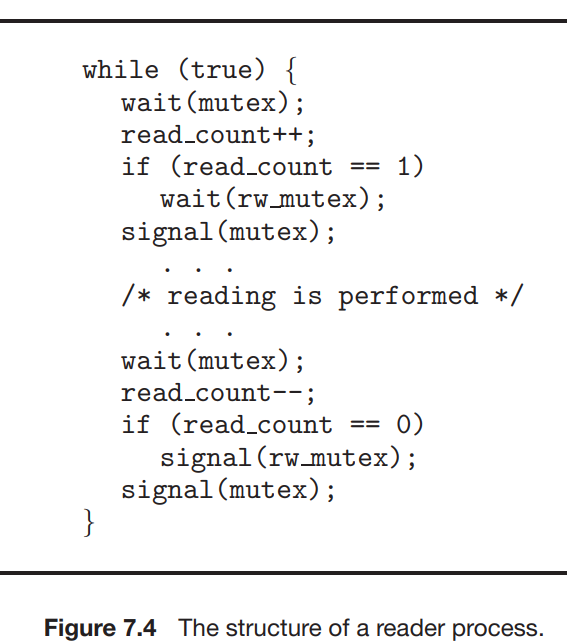 while (true) {
wait(mutex);
read_count++;
if (read_count == 1)
wait(rw_mutex);
signal(mutex);
. . .
/* reading is performed */
. . .
wait(mutex);
read_count--;
if (read_count == 0)
signal(rw_mutex);
signal(mutex);
}
Figure 7.4 The structure of a reader process.